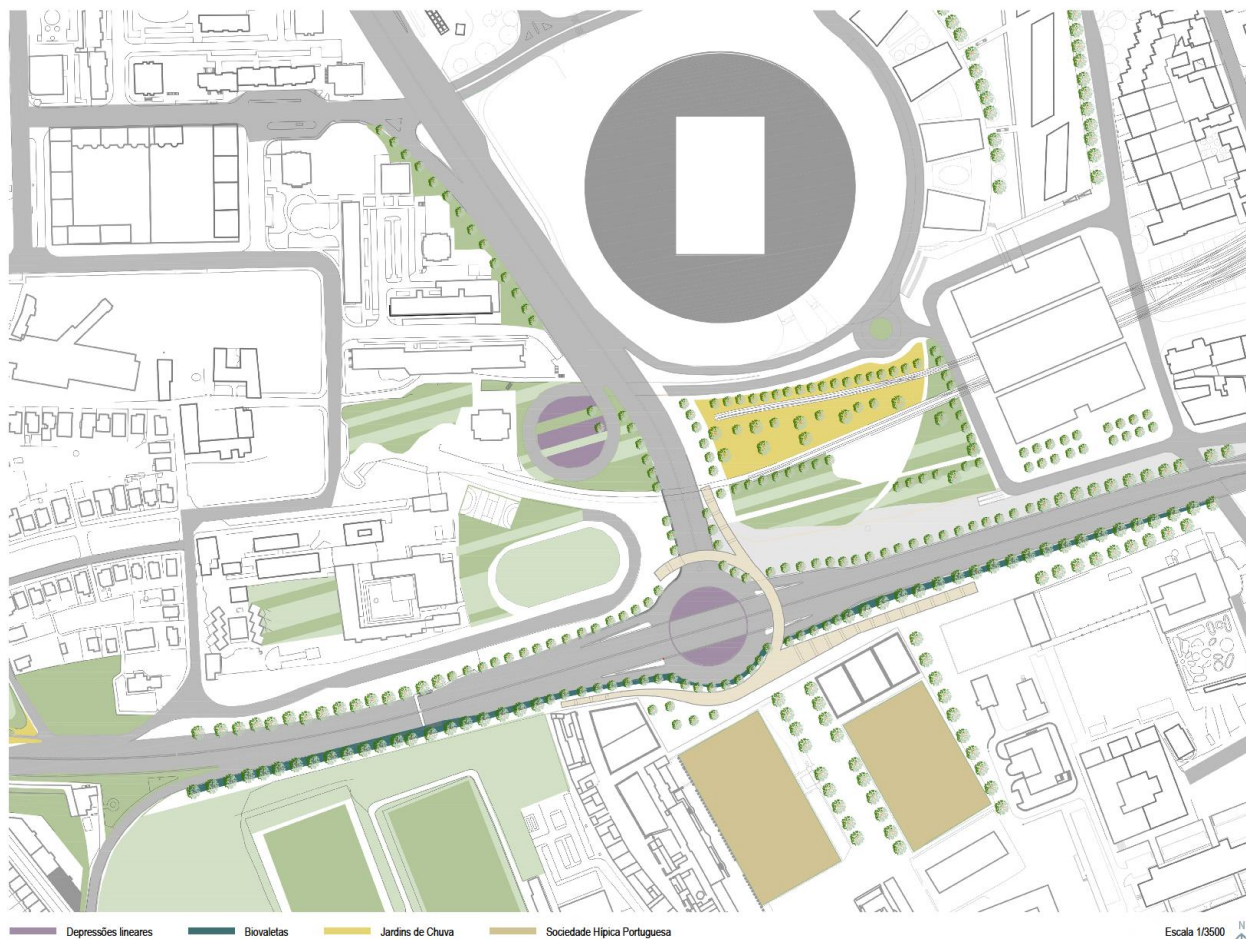 Depressões lineares
Biovaletas
Jardins de Chuva
Sociedade Hípica Portuguesa
Escala 1/3500
N